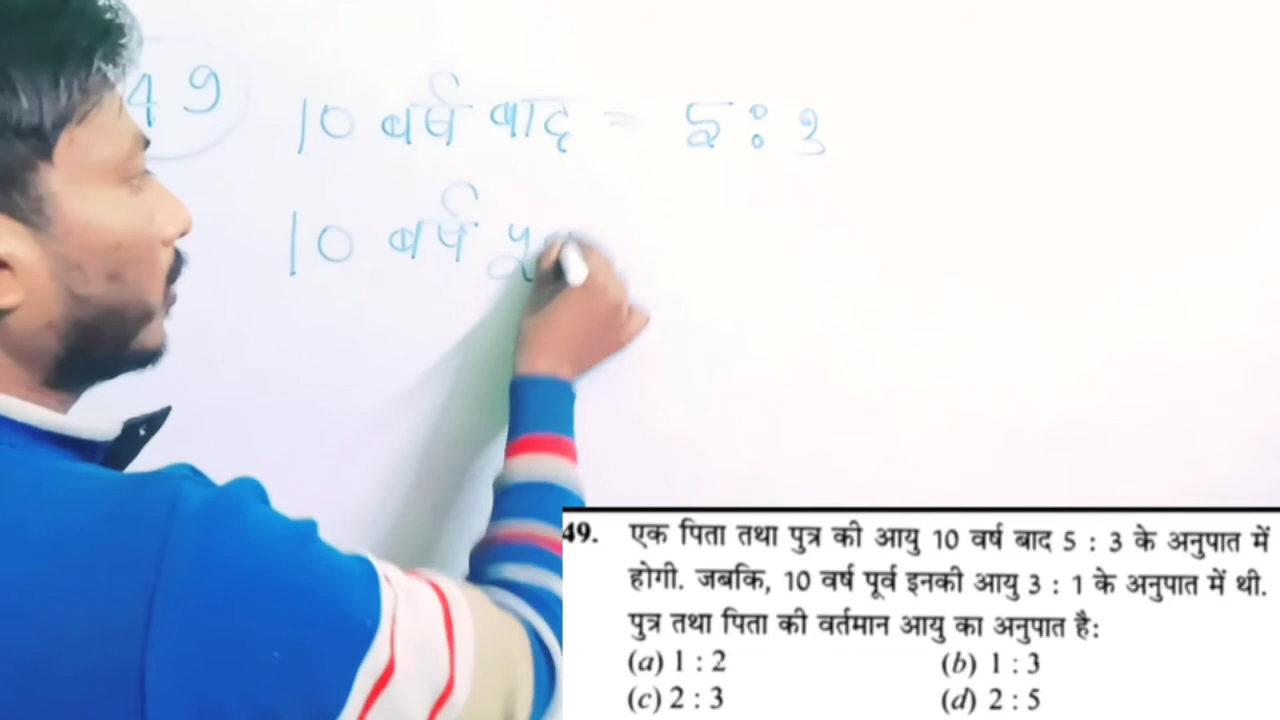 49
10 वर्ष बाद = 5 : 3
10 वर्ष पू
49. एक पिता तथा पुत्र की आयु 10 वर्ष बाद 5 : 3 के अनुपात में
होगी. जबकि, 10 वर्ष पूर्व इनकी आयु 3 : 1 के अनुपात में थी.
पुत्र तथा पिता की वर्तमान आयु का अनुपात है:
(a) 1 : 2 (b) 1 : 3
(c) 2 : 3 (d) 2 : 5